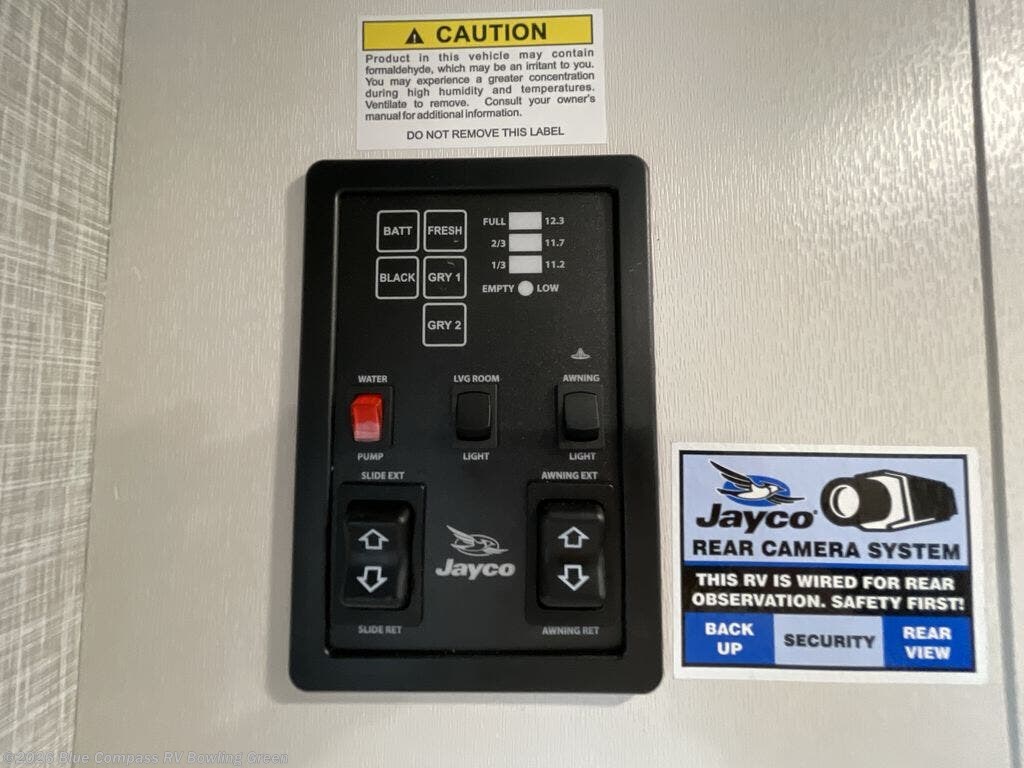 CAUTION
Product in this vehicle may contain
formaldehyde, which may be an irritant to you.
You may experience a greater concentration
during high humidity and temperatures.
Ventilate to remove. Consult your owner's
manual for additional information.
DO NOT REMOVE THIS LABEL
BATT FRESH FULL 12.3
2/3 11.7
BLACK GRY 1 1/3 11.2
EMPTY LOW
GRY 2
WATER LVG ROOM AWNING
PUMP LIGHT LIGHT
SLIDE EXT AWNING EXT
Jayco
SLIDE RET AWNING RET
Jayco
REAR CAMERA SYSTEM
THIS RV IS WIRED FOR REAR
OBSERVATION. SAFETY FIRST!
BACK UP SECURITY REAR VIEW
©2026 Blue Compass RV Bowling Green